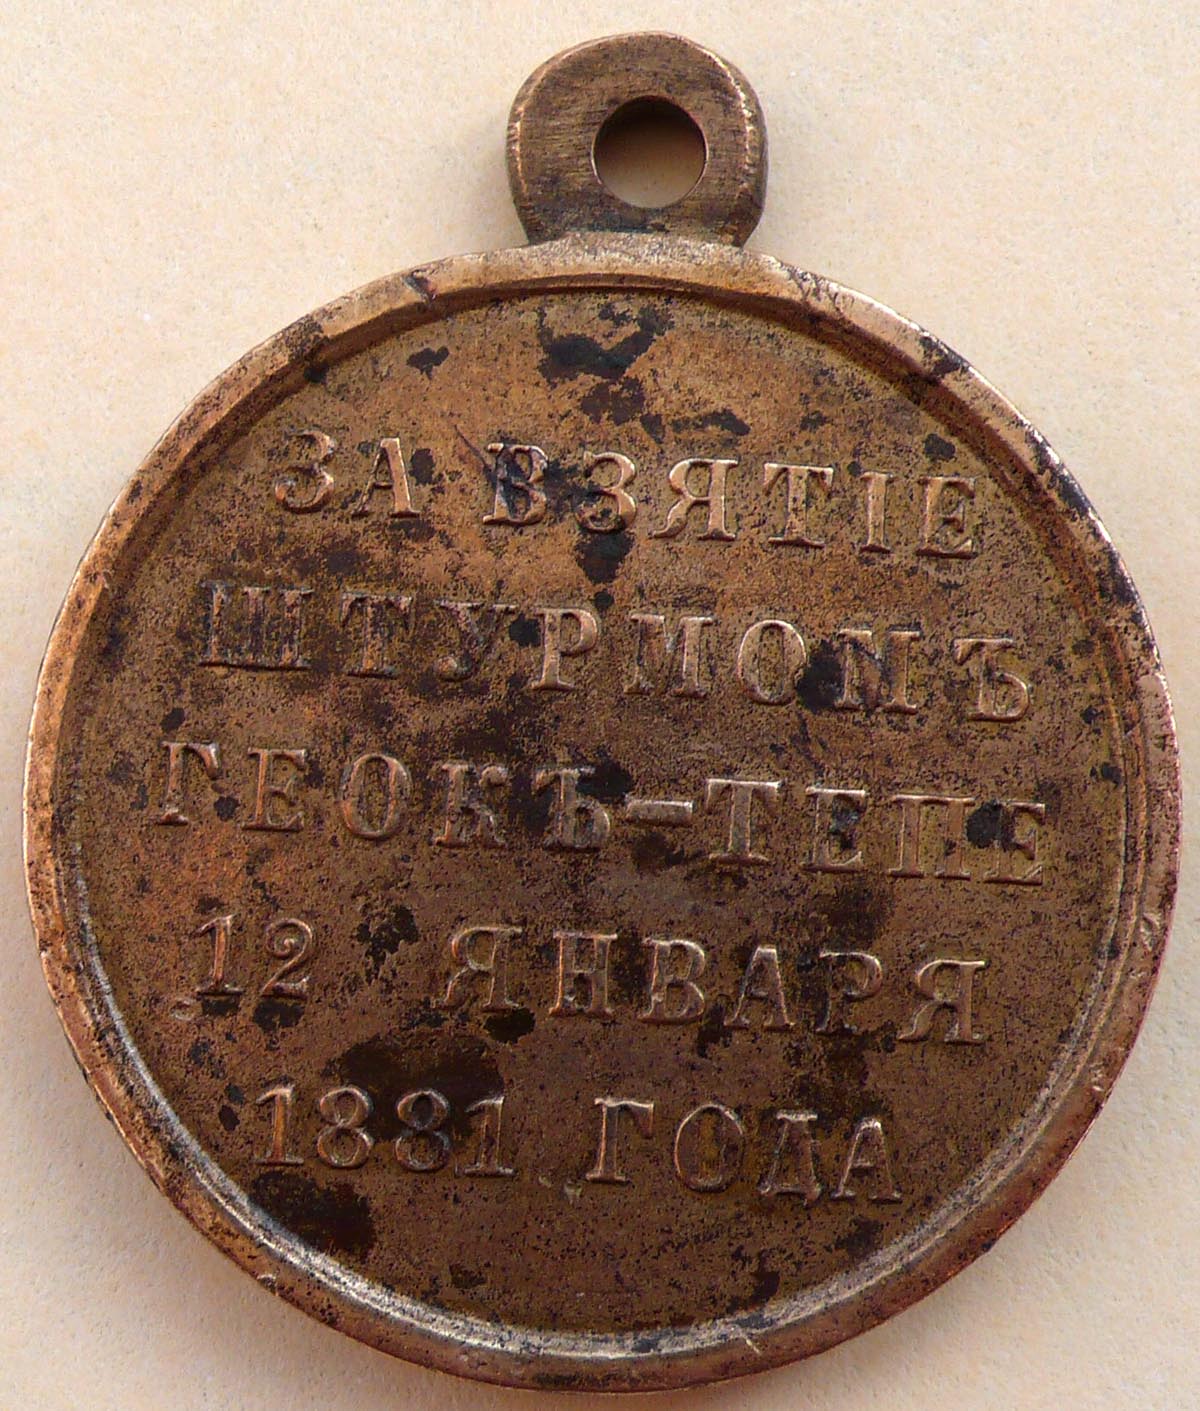 ЗА ВЗЯТІЕ
ШТУРМОМЪ
ГЕОКЪ-ТЕПЕ
12 ЯНВАРЯ
1881 ГОДА